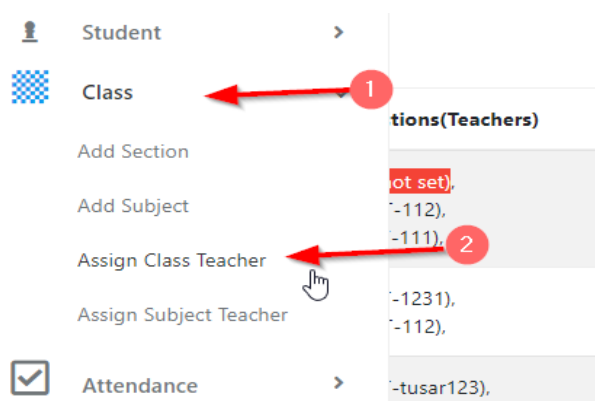 Student
Class
1
tions(Teachers)
Add Section
not set),
Add Subject
-112),
-111),
2
Assign Class Teacher
-1231),
Assign Subject Teacher
-112),
Attendance
-tusar123),